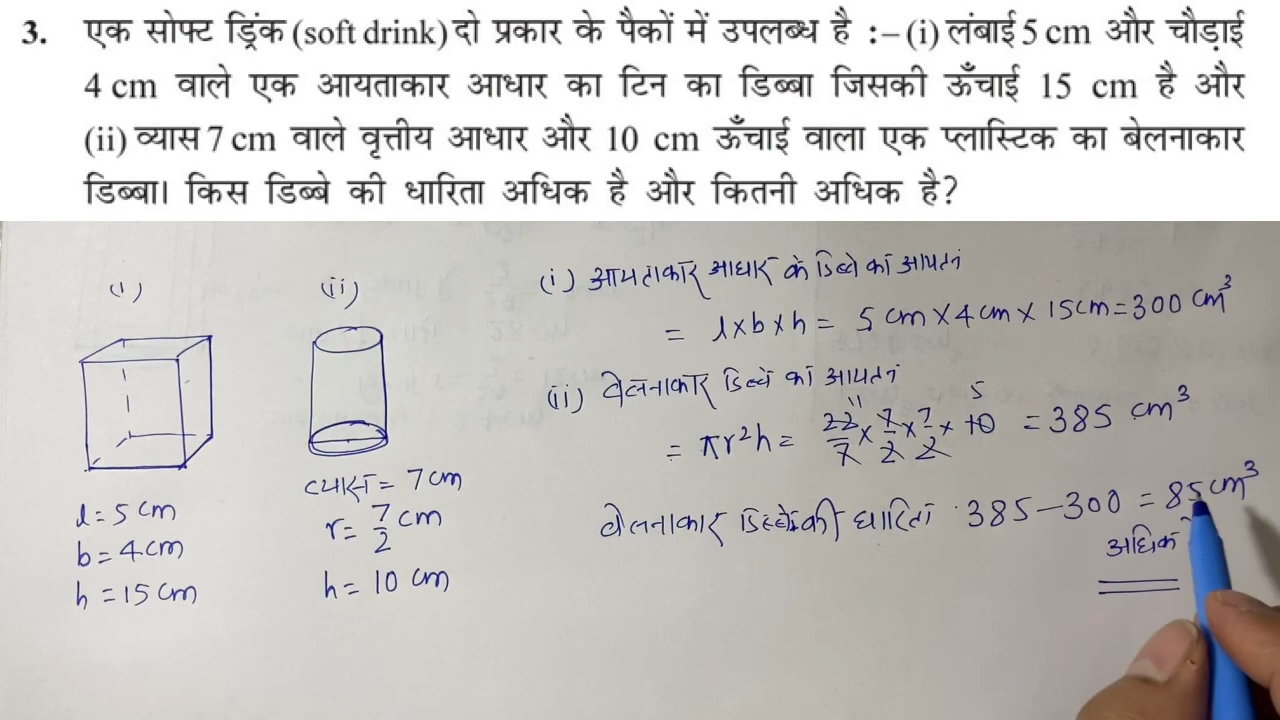 3. एक सोफ्ट ड्रिंक (soft drink) दो प्रकार के पैकों में उपलब्ध है :– (i) लंबाई 5 cm और चौड़ाई
4 cm वाले एक आयताकार आधार का टिन का डिब्बा जिसकी ऊँचाई 15 cm है और
(ii) व्यास 7 cm वाले वृत्तीय आधार और 10 cm ऊँचाई वाला एक प्लास्टिक का बेलनाकार
डिब्बा। किस डिब्बे की धारिता अधिक है और कितनी अधिक है?
(i)
l = 5 cm
b = 4 cm
h = 15 cm
(ii)
व्यास = 7 cm
r = 7/2 cm
h = 10 cm
(i) आयताकार आधार के डिब्बे का आयतन
= l x b x h = 5 cm x 4 cm x 15 cm = 300 cm³
(ii) बेलनाकार डिब्बे का आयतन
11 5
= πr²h = 22/7 x 7/2 x 7/2 x 10 = 385 cm³
बेलनाकार डिब्बे की धारिता 385 – 300 = 85 cm³
अधिक